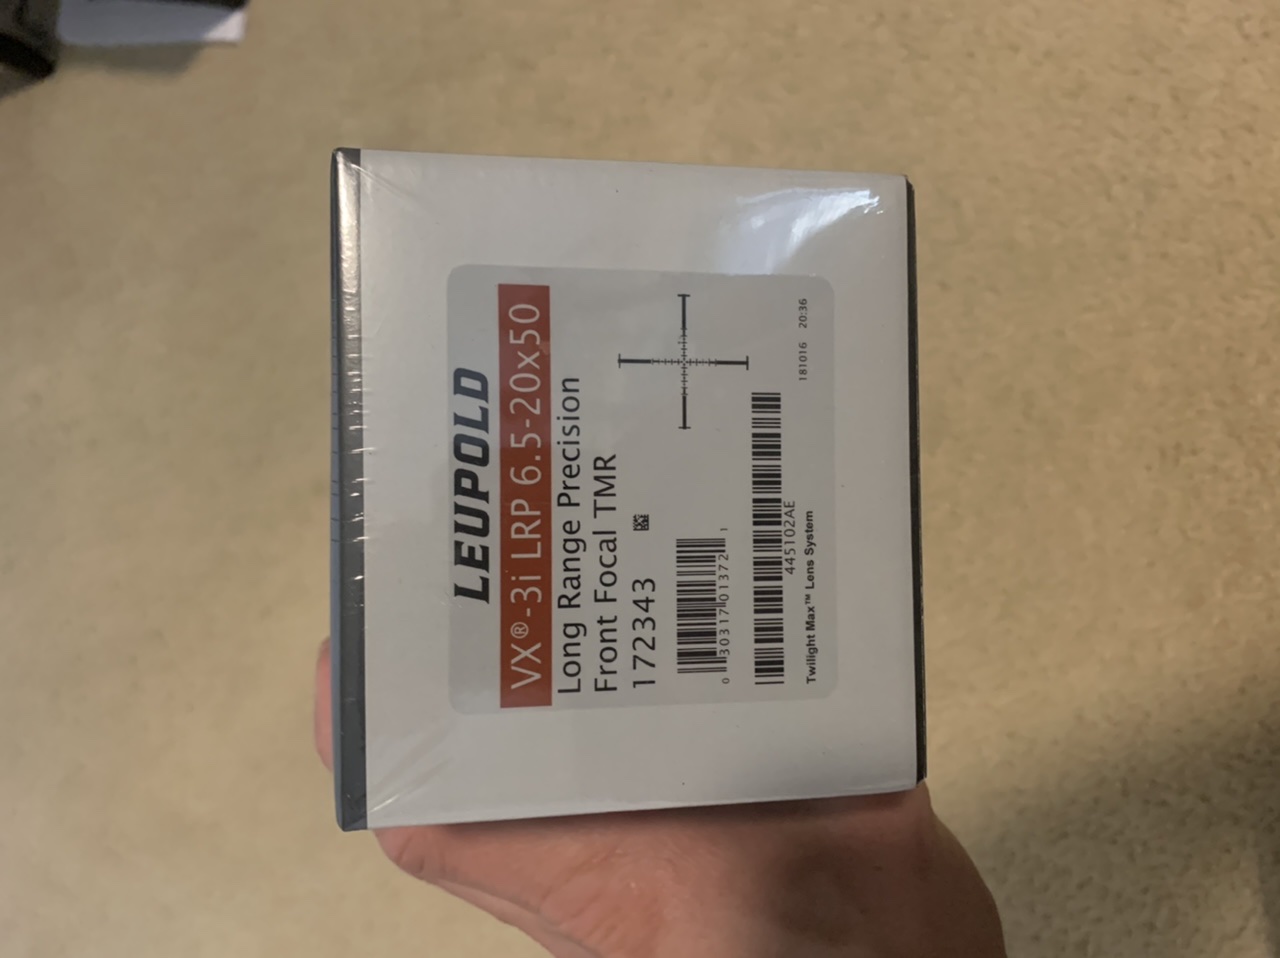 LEUPOLD
VX®-3i LRP 6.5-20x50
Long Range Precision
Front Focal TMR
172343
0 30317 01372 1
445102AE
Twilight Max™ Lens System
181016 20:36